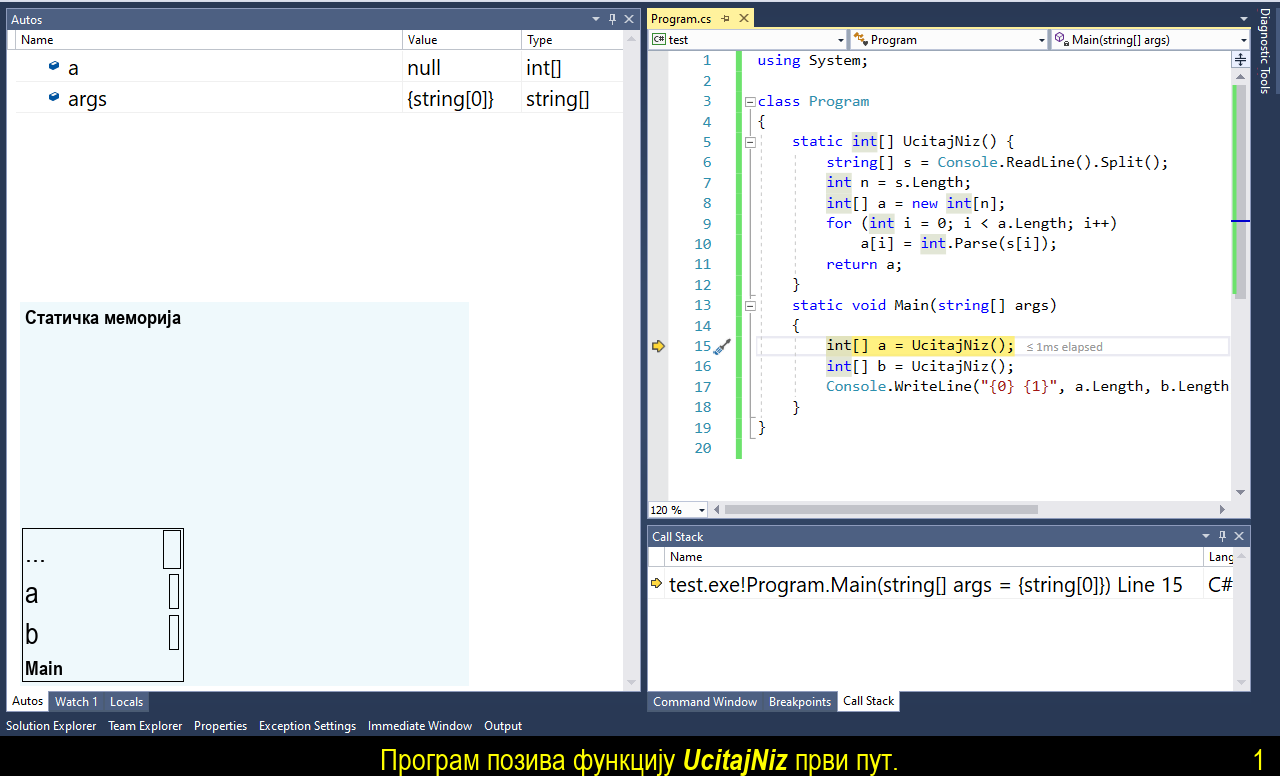 Autos
Name Value Type
a null int[]
args {string[0]} string[]
Статичка меморија
...
a
b
Main
Autos Watch 1 Locals
Solution Explorer Team Explorer Properties Exception Settings Immediate Window Output
Program.cs
C# test Program Main(string[] args)
1 using System;
2
3 class Program
4 {
5 static int[] UcitajNiz() {
6 string[] s = Console.ReadLine().Split();
7 int n = s.Length;
8 int[] a = new int[n];
9 for (int i = 0; i < a.Length; i++)
10 a[i] = int.Parse(s[i]);
11 return a;
12 }
13 static void Main(string[] args)
14 {
15 int[] a = UcitajNiz(); ≤ 1ms elapsed
16 int[] b = UcitajNiz();
17 Console.WriteLine("{0} {1}", a.Length, b.Length
18 }
19 }
20
120 %
Call Stack
Name Lang
test.exe!Program.Main(string[] args = {string[0]}) Line 15 C#
Command Window Breakpoints Call Stack
Diagnostic Tools
Програм позива функцију UcitajNiz први пут. 1